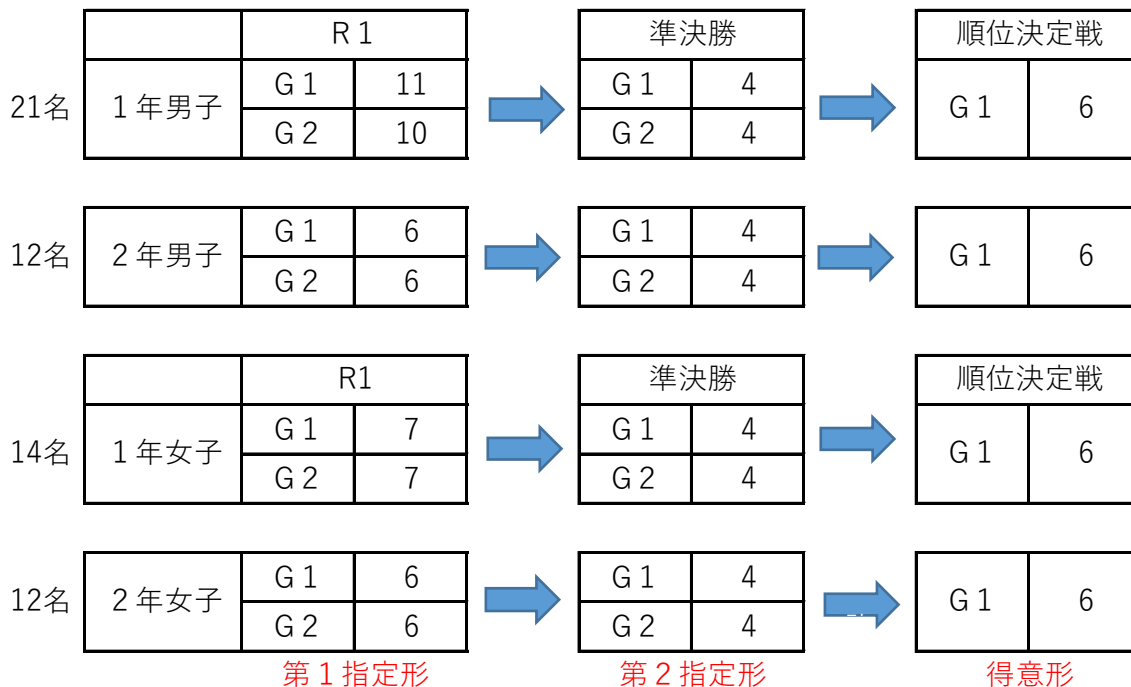 R１ 準決勝 順位決定戦
21名 １年男子 G１ 11 G１ 4 G１ 6
G２ 10 G２ 4
12名 ２年男子 G１ 6 G１ 4 G１ 6
G２ 6 G２ 4
R1 準決勝 順位決定戦
14名 １年女子 G１ 7 G１ 4 G１ 6
G２ 7 G２ 4
12名 ２年女子 G１ 6 G１ 4 G１ 6
G２ 6 G２ 4
第１指定形 第２指定形 得意形